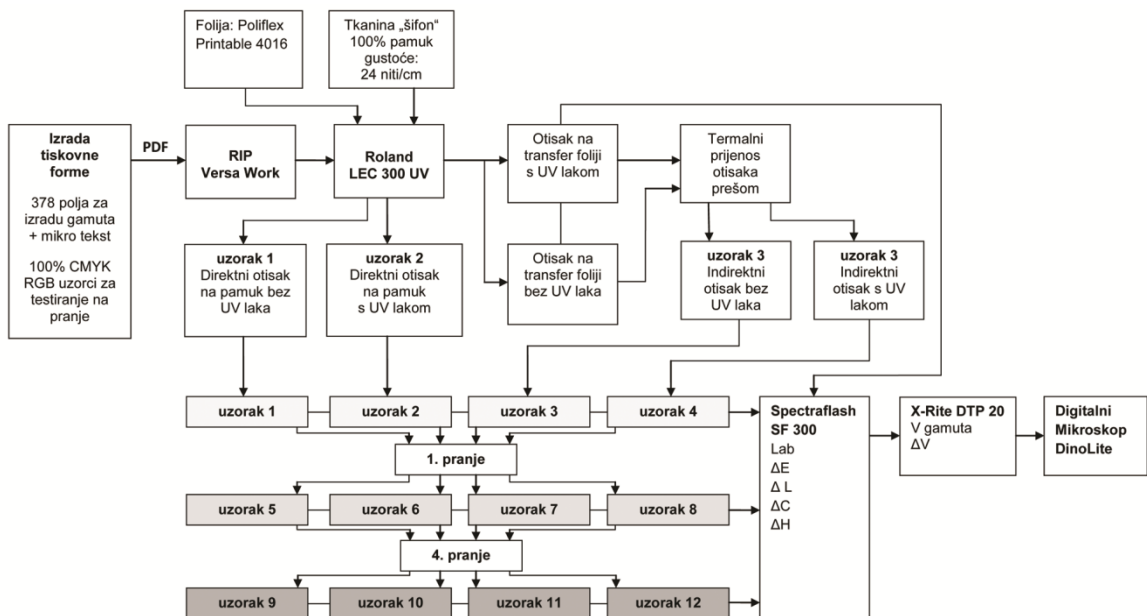 Folija: Poliflex
Printable 4016
Tkanina „šifon“
100% pamuk
gustoće:
24 niti/cm
Izrada
tiskovne
forme
378 polja za
izradu gamuta
+ mikro tekst
100% CMYK
RGB uzorci za
testiranje na
pranje
PDF
RIP
Versa Work
Roland
LEC 300 UV
Otisak na
transfer foliji
s UV lakom
Termalni
prijenos
otisaka
prešom
uzorak 1
Direktni otisak
na pamuk bez
UV laka
uzorak 2
Direktni otisak
na pamuk
s UV lakom
Otisak na
transfer foliji
bez UV laka
uzorak 3
Indirektni
otisak bez
UV laka
uzorak 3
Indirektni
otisak s UV
lakom
uzorak 1
uzorak 2
uzorak 3
uzorak 4
1. pranje
uzorak 5
uzorak 6
uzorak 7
uzorak 8
4. pranje
uzorak 9
uzorak 10
uzorak 11
uzorak 12
Spectraflash
SF 300
Lab
ΔE
Δ L
ΔC
ΔH
X-Rite DTP 20
V gamuta
ΔV
Digitalni
Mikroskop
DinoLite